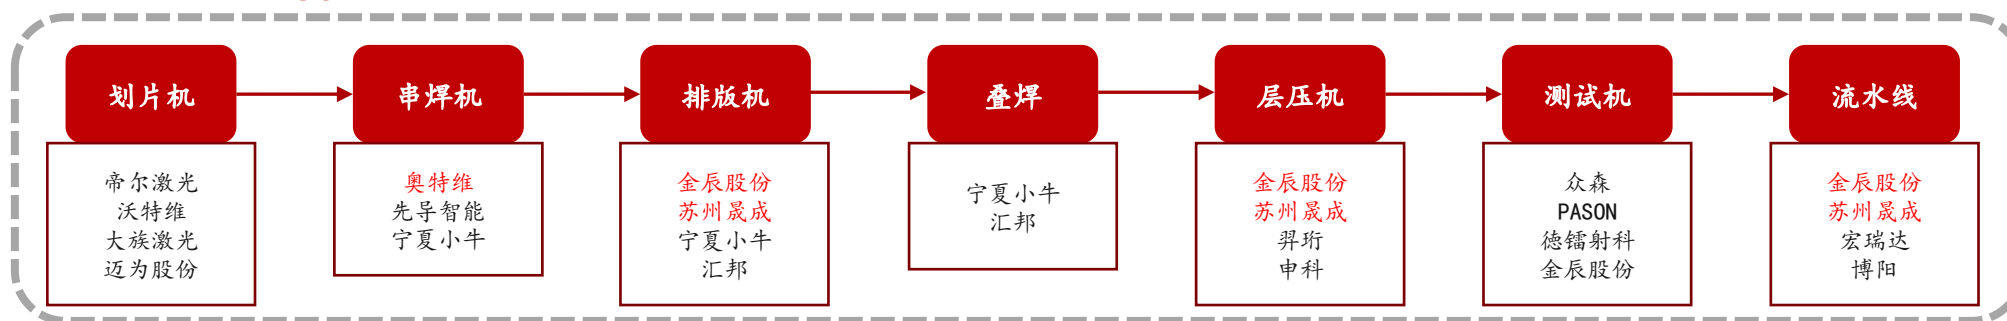 划片机
帝尔激光
沃特维
大族激光
迈为股份
串焊机
奥特维
先导智能
宁夏小牛
排版机
金辰股份
苏州晟成
宁夏小牛
汇邦
叠焊
宁夏小牛
汇邦
层压机
金辰股份
苏州晟成
羿珩
申科
测试机
众森
PASON
德镭射科
金辰股份
流水线
金辰股份
苏州晟成
宏瑞达
博阳